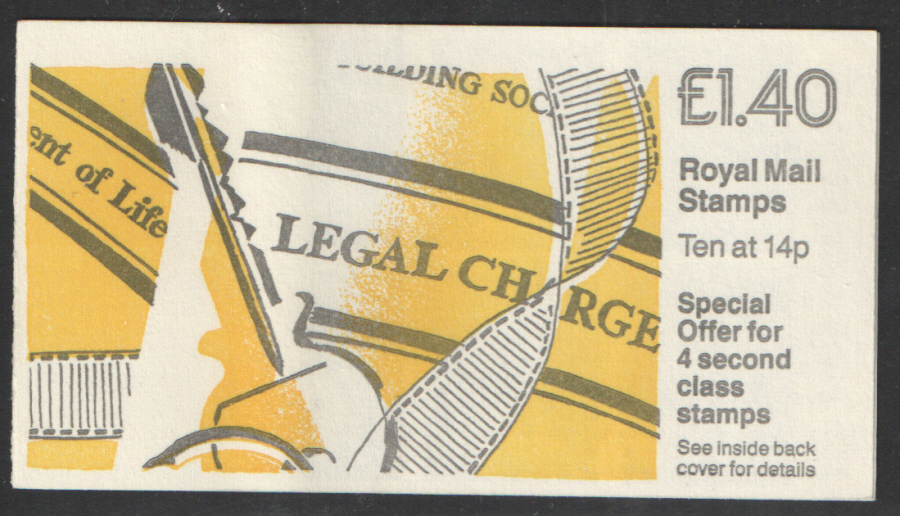 BUILDING SOC
ent of Life
LEGAL CHARGE
£1.40
Royal Mail
Stamps
Ten at 14p
Special
Offer for
4 second
class
stamps
See inside back
cover for details